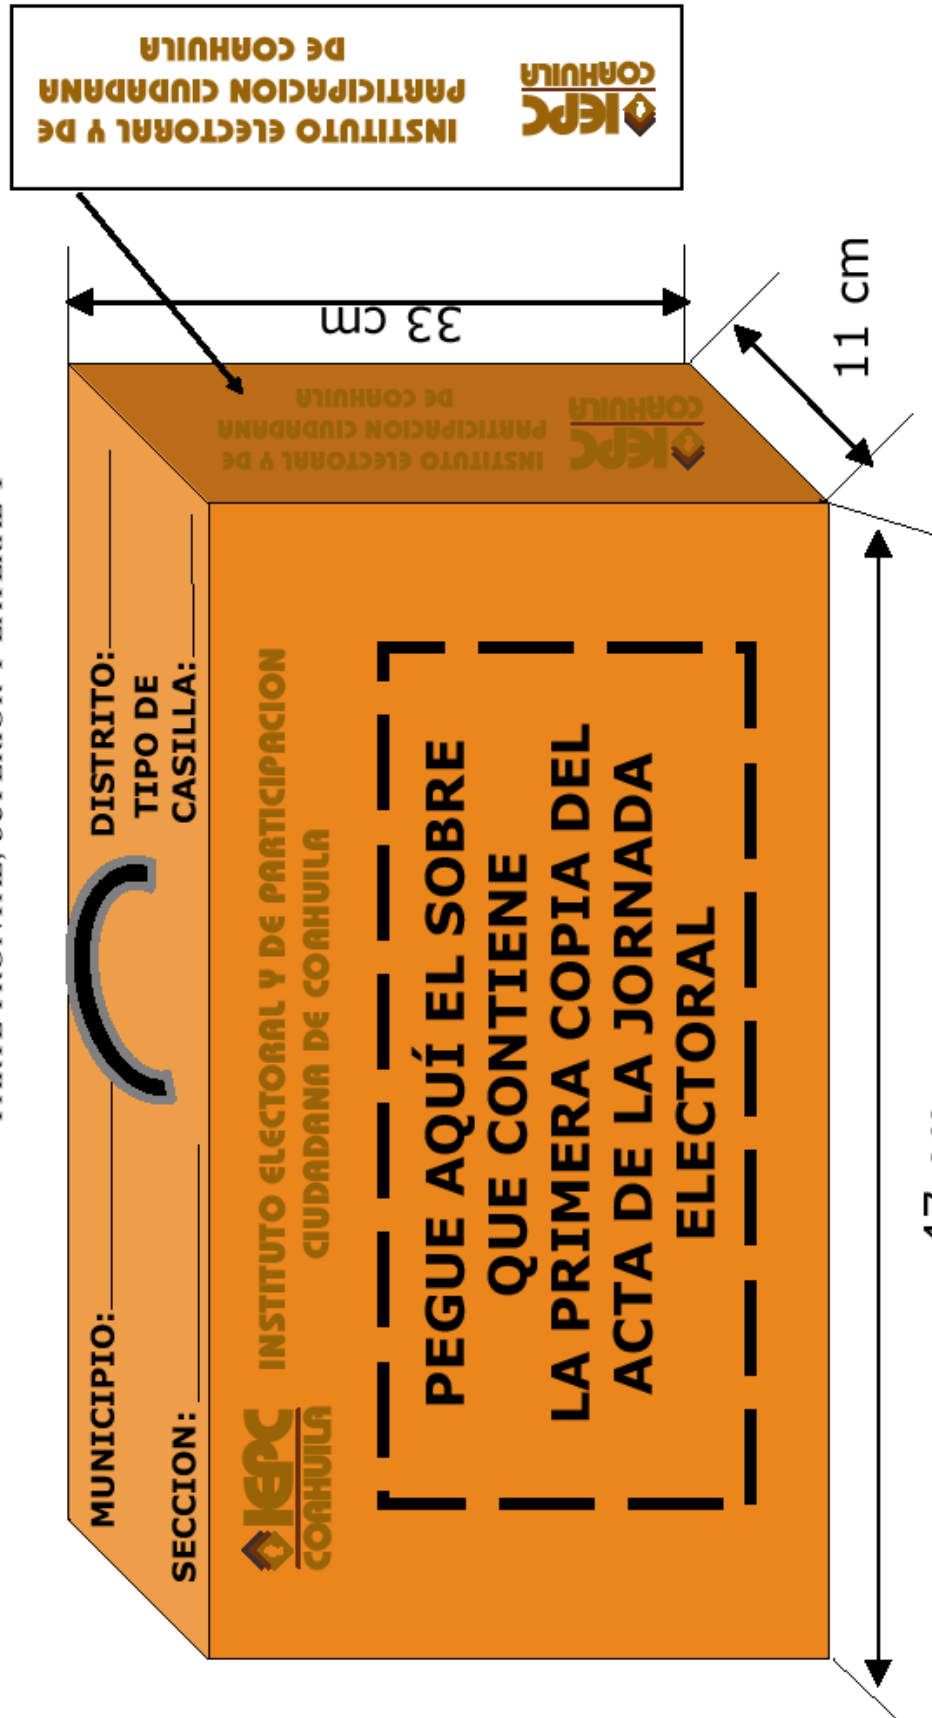 MUNICIPIO:
DISTRITO:
TIPO DE
CASILLA:
SECCION:
IEPC
COAHUILA
INSTITUTO ELECTORAL Y DE PARTICIPACION
CIUDADANA DE COAHUILA
PEGUE AQUÍ EL SOBRE
QUE CONTIENE
LA PRIMERA COPIA DEL
ACTA DE LA JORNADA
ELECTORAL
INSTITUTO ELECTORAL Y DE
PARTICIPACION CIUDADANA
DE COAHUILA
IEPC
COAHUILA
33 cm
11 cm
INSTITUTO ELECTORAL Y DE
PARTICIPACION CIUDADANA
DE COAHUILA
IEPC
COAHUILA